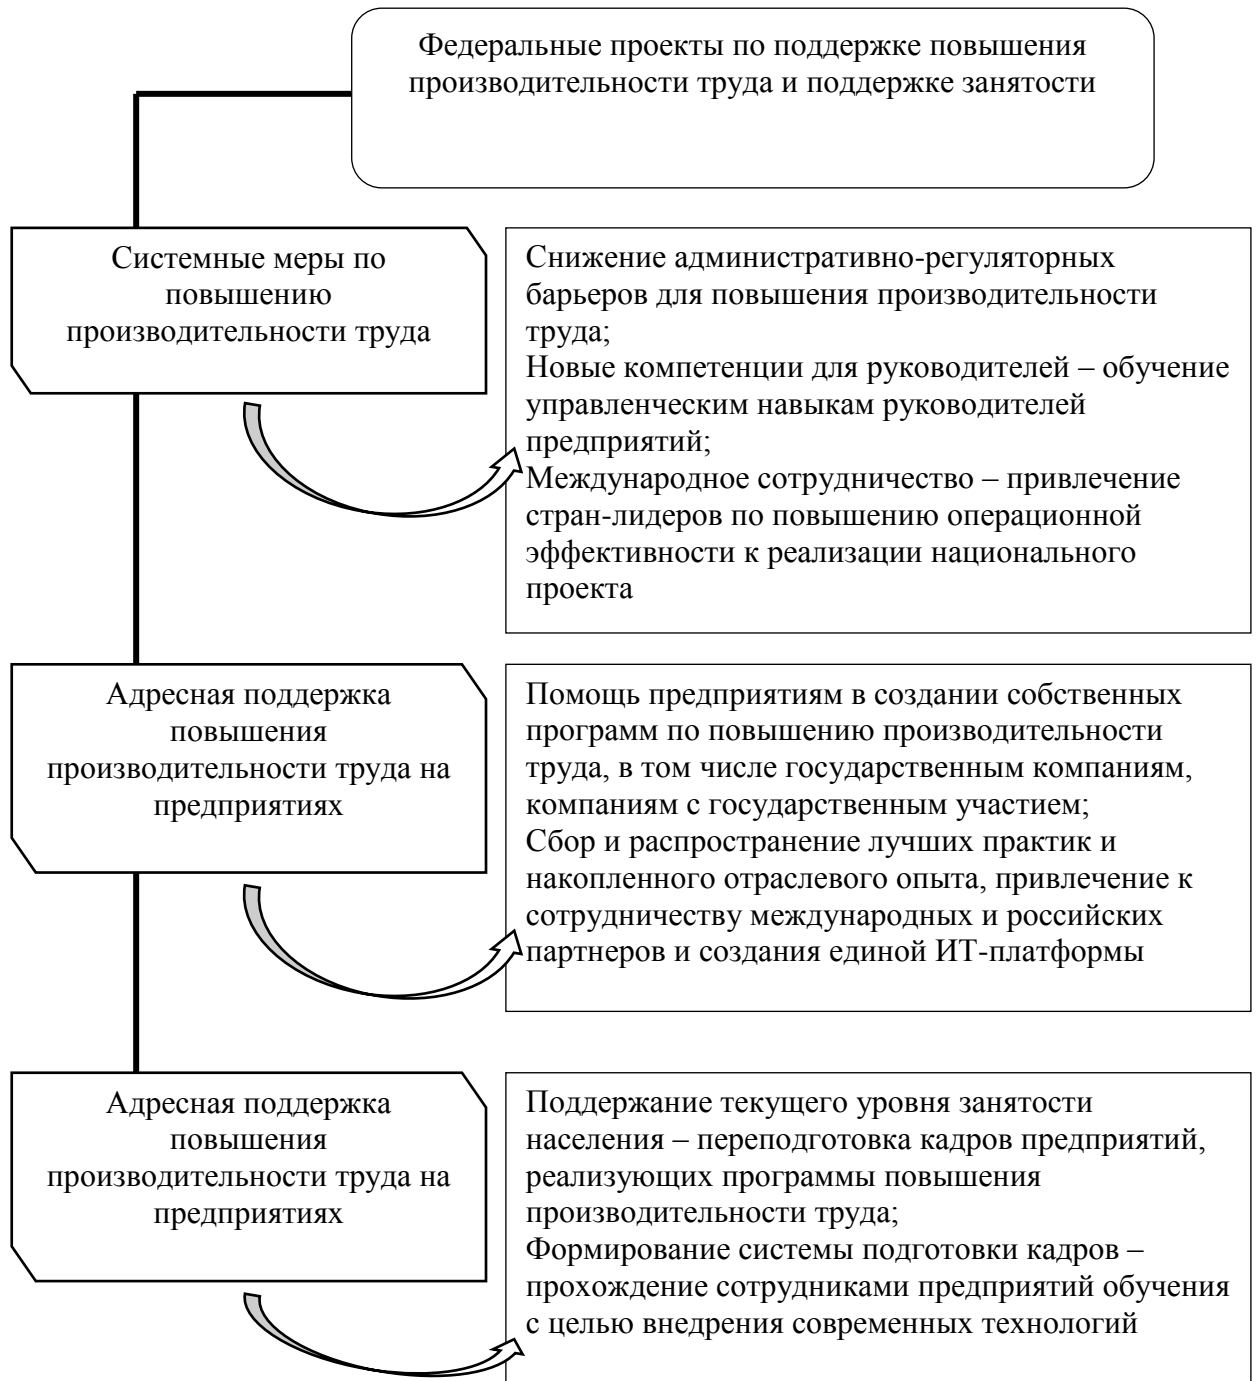 Федеральные проекты по поддержке повышения
производительности труда и поддержке занятости
Системные меры по
повышению
производительности труда
Снижение административно-регуляторных
барьеров для повышения производительности
труда;
Новые компетенции для руководителей – обучение
управленческим навыкам руководителей
предприятий;
Международное сотрудничество – привлечение
стран-лидеров по повышению операционной
эффективности к реализации национального
проекта
Адресная поддержка
повышения
производительности труда на
предприятиях
Помощь предприятиям в создании собственных
программ по повышению производительности
труда, в том числе государственным компаниям,
компаниям с государственным участием;
Сбор и распространение лучших практик и
накопленного отраслевого опыта, привлечение к
сотрудничеству международных и российских
партнеров и создания единой ИТ-платформы
Адресная поддержка
повышения
производительности труда на
предприятиях
Поддержание текущего уровня занятости
населения – переподготовка кадров предприятий,
реализующих программы повышения
производительности труда;
Формирование системы подготовки кадров –
прохождение сотрудниками предприятий обучения
с целью внедрения современных технологий